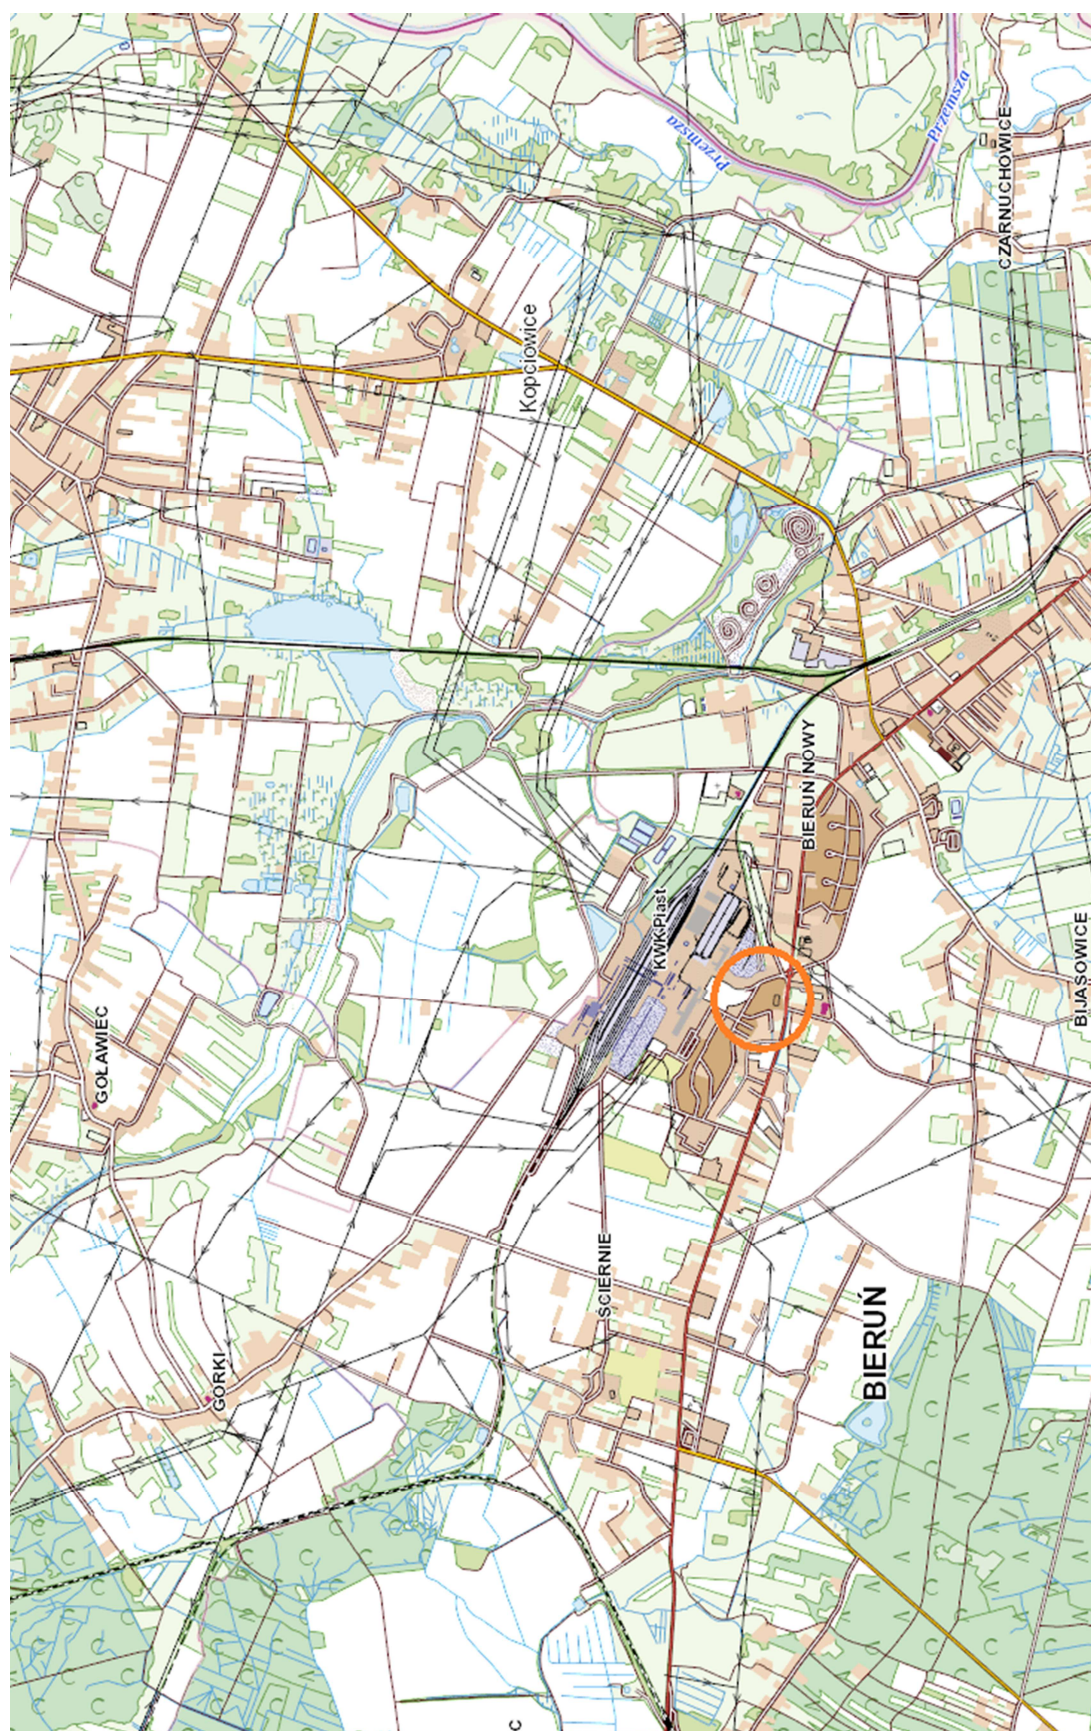 Przemsza
Przemsza
CZARNUCHOWICE
Kopciowice
BIERUŃ NOWY
KWK Piast
BIJASOWICE
GOŁAWIEC
ŚCIERNIE
GÓRKI
BIERUŃ
C